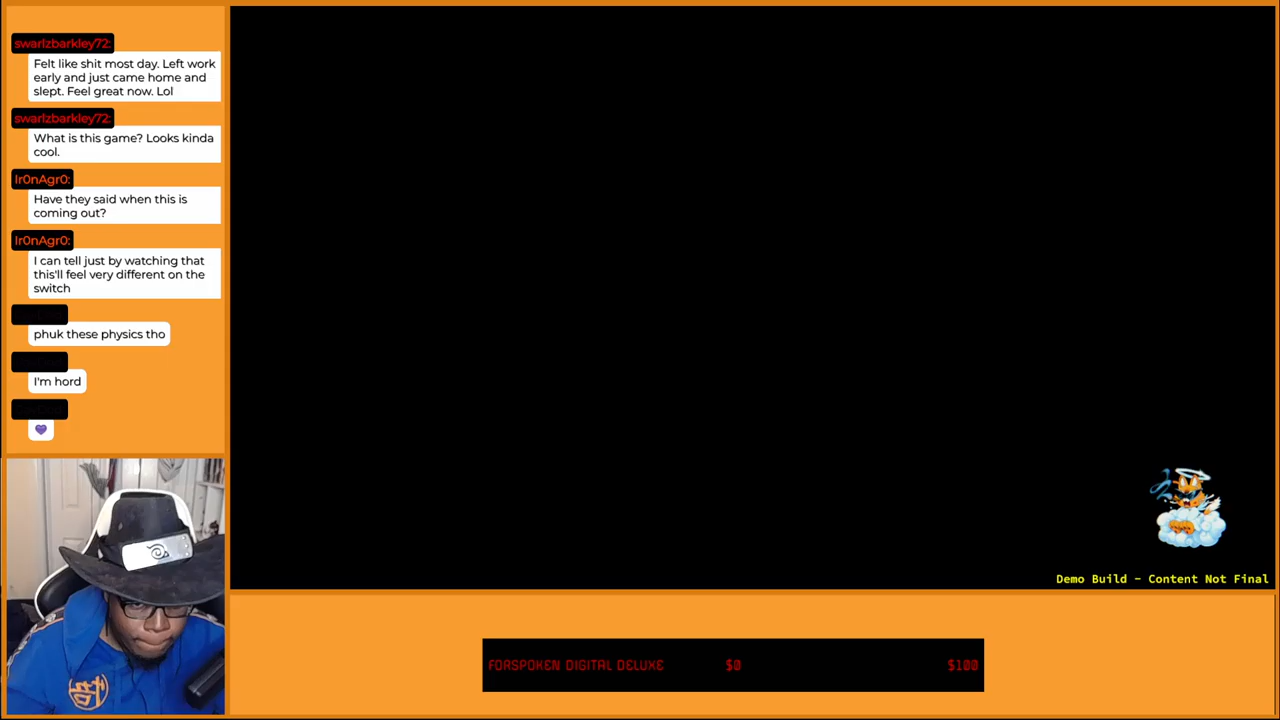 swarlzbarkley72:
Felt like shit most day. Left work
early and just came home and
slept. Feel great now. Lol
swarlzbarkley72:
What is this game? Looks kinda
cool.
Ir0nAgr0:
Have they said when this is
coming out?
Ir0nAgr0:
I can tell just by watching that
this'll feel very different on the
switch
phuk these physics tho
I'm hord
Demo Build - Content Not Final
FORSPOKEN DIGITAL DELUXE $0 $100